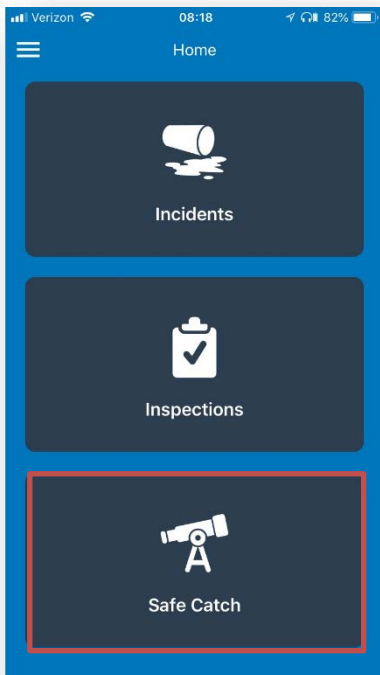 Verizon 08:18 82%
Home
Incidents
Inspections
Safe Catch